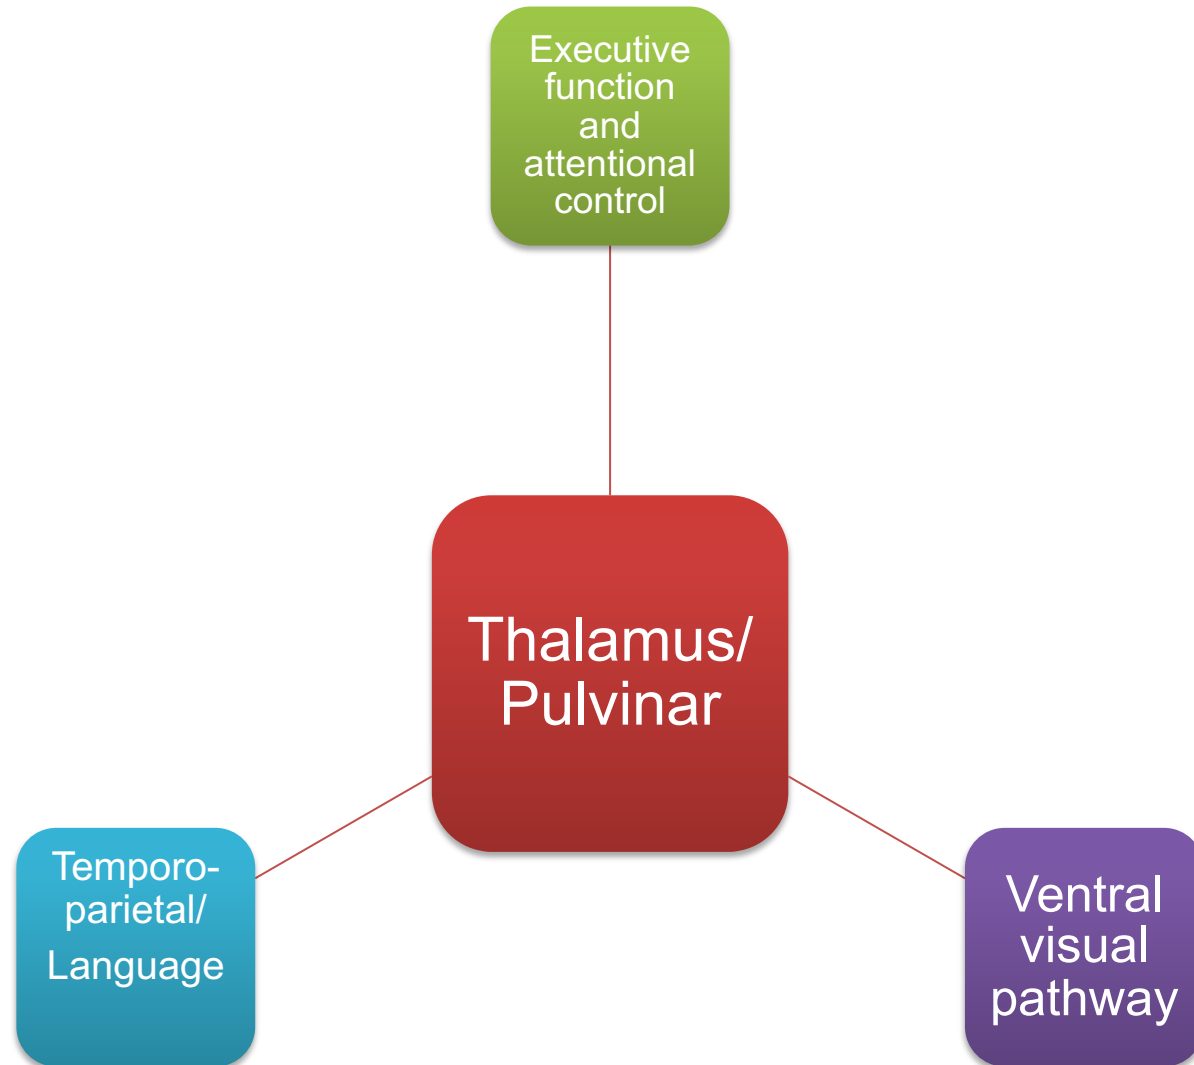 Executive
function
and
attentional
control
Thalamus/
Pulvinar
Temporo-
parietal/
Language
Ventral
visual
pathway